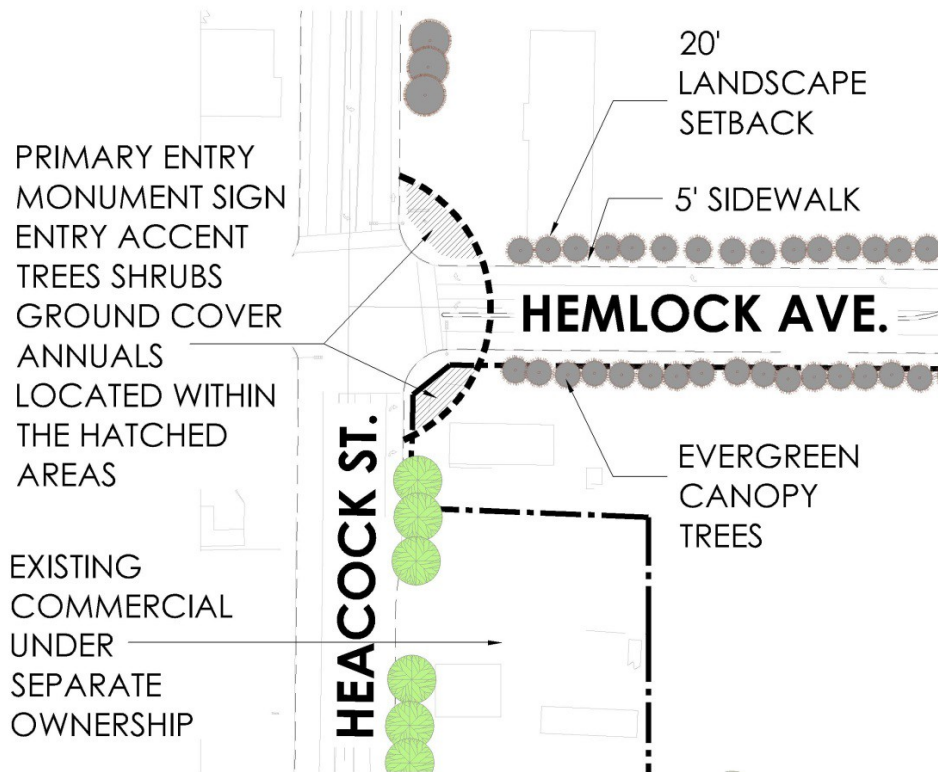 20'
LANDSCAPE
SETBACK
PRIMARY ENTRY
MONUMENT SIGN
ENTRY ACCENT
TREES SHRUBS
GROUND COVER
ANNUALS
LOCATED WITHIN
THE HATCHED
AREAS
5' SIDEWALK
HEMLOCK AVE.
HEACOCK ST.
EVERGREEN
CANOPY
TREES
EXISTING
COMMERCIAL
UNDER
SEPARATE
OWNERSHIP